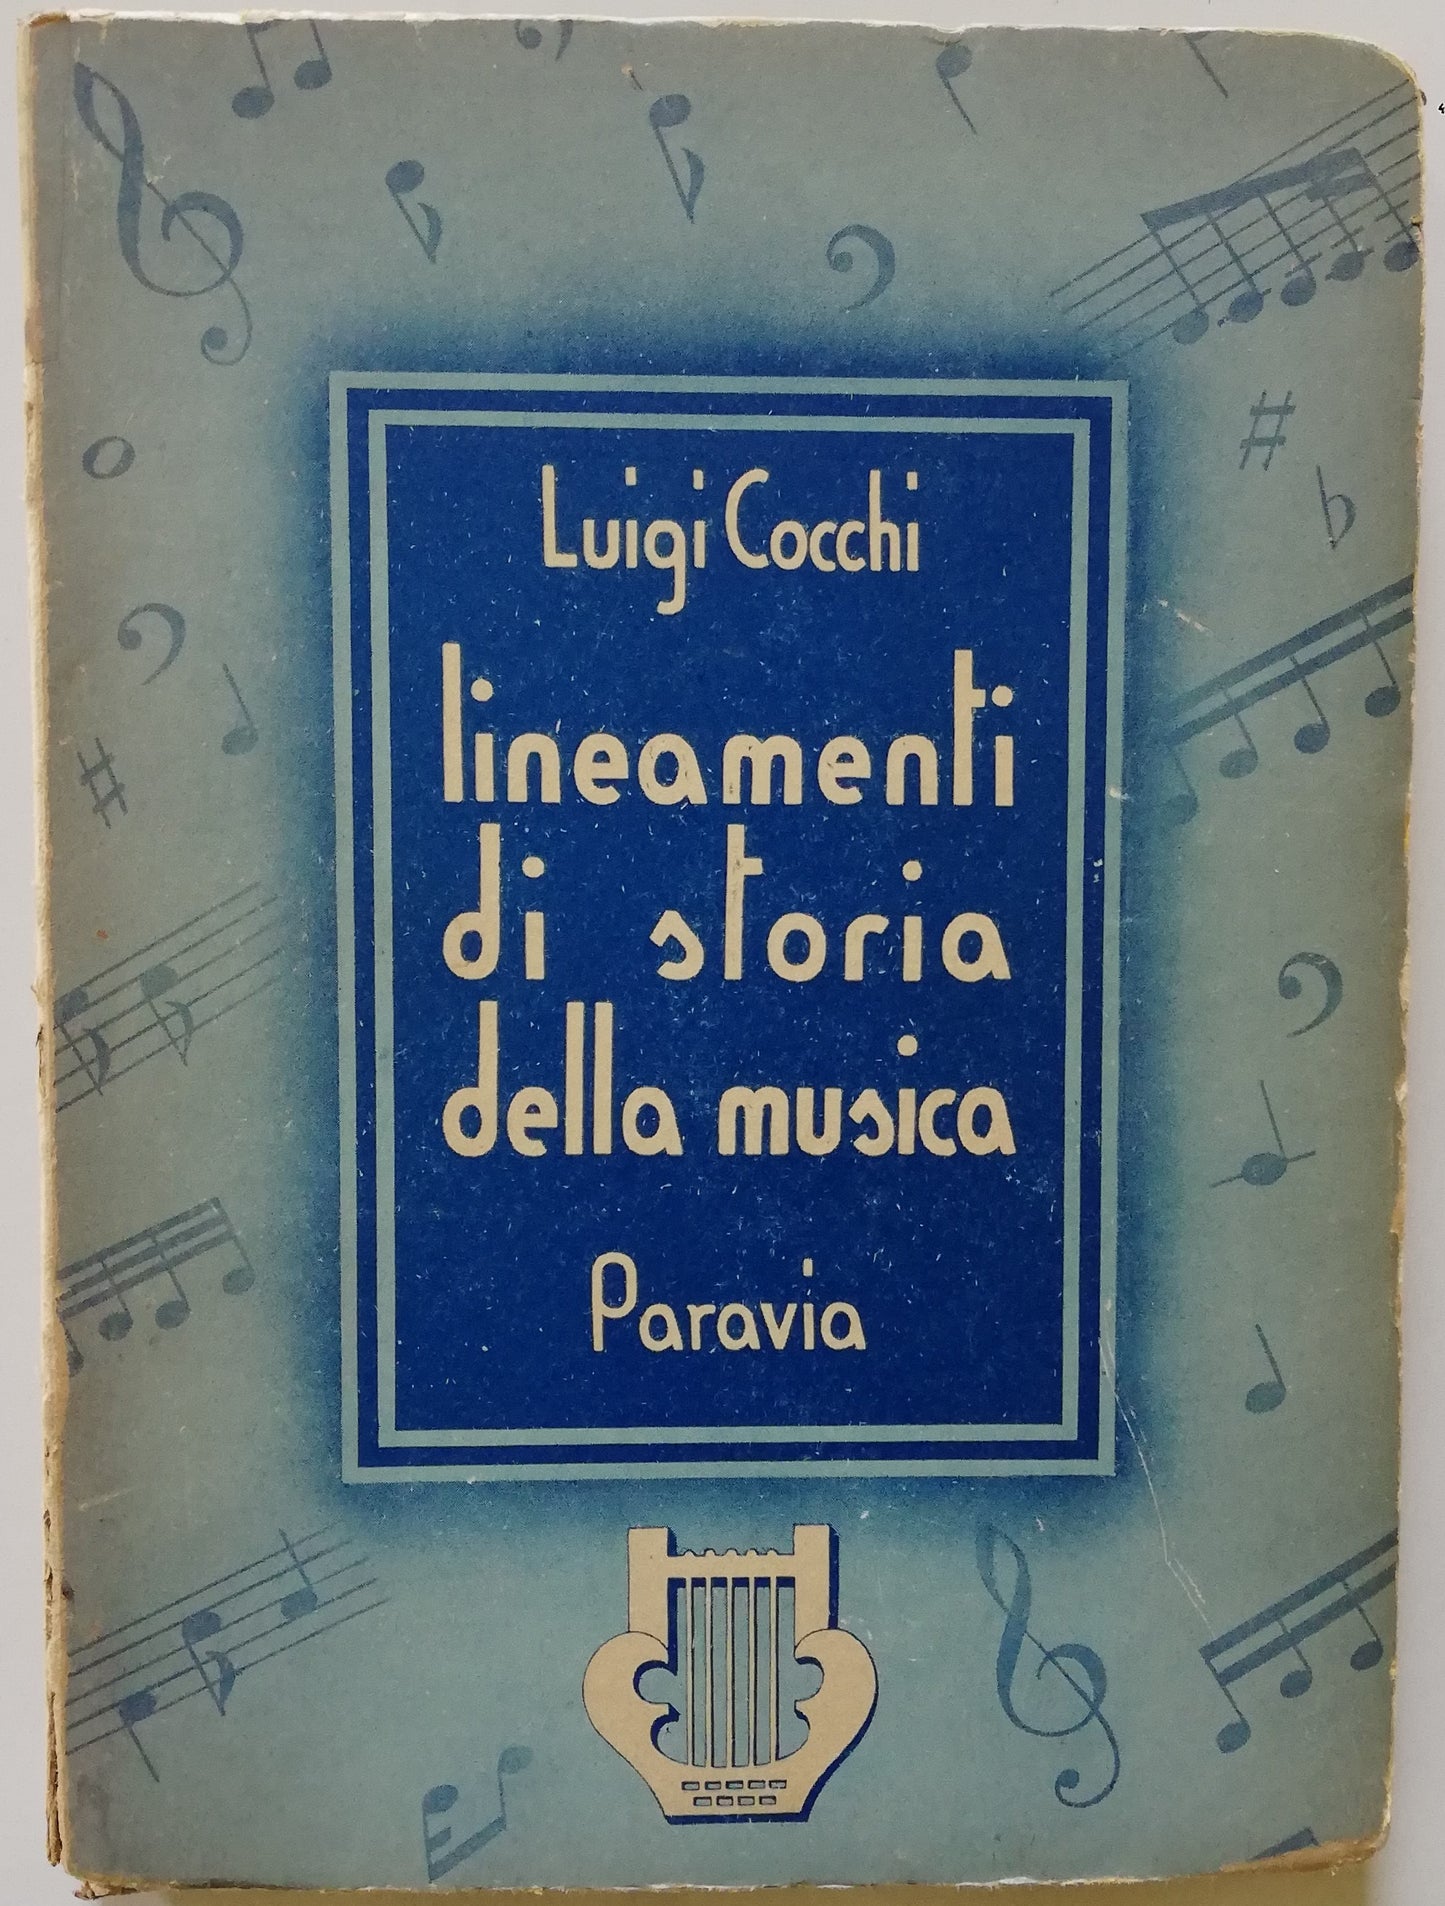 Luigi Cocchi
lineamenti
di storia
della musica
Paravia